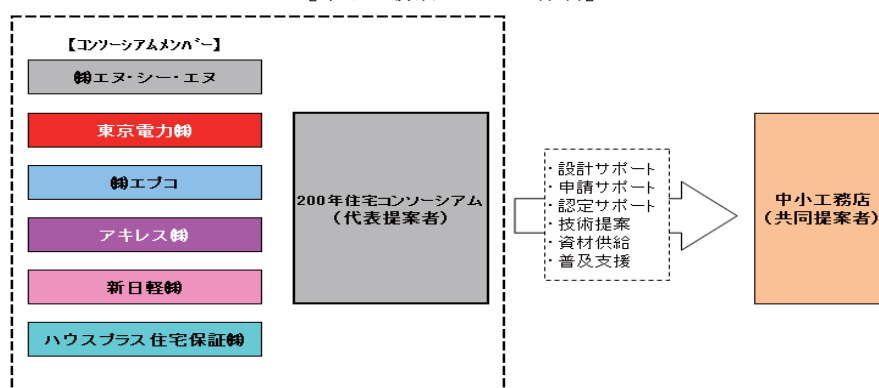 【コンソーシアムメンバー】
㈱エヌ・シー・エヌ
東京電力㈱
㈱エプコ
アキレス㈱
新日軽㈱
ハウスプラス住宅保証㈱
200年住宅コンソーシアム
(代表提案者)
・設計サポート
・申請サポート
・認定サポート
・技術提案
・資材供給
・普及支援
中小工務店
(共同提案者)